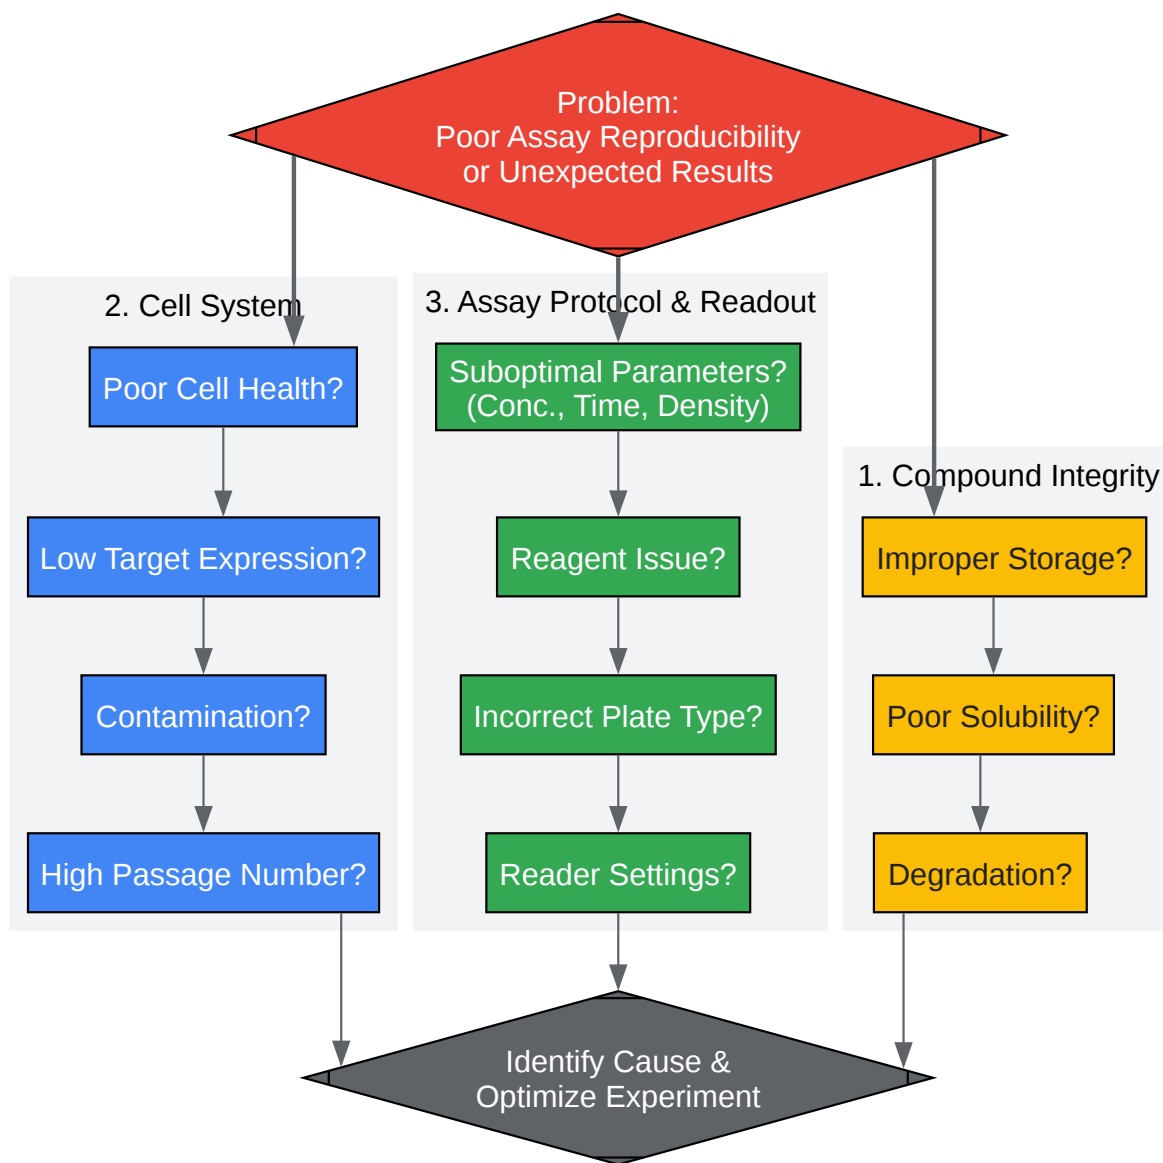 Problem:
Poor Assay Reproducibility
or Unexpected Results
2. Cell System
Poor Cell Health?
Low Target Expression?
Contamination?
High Passage Number?
3. Assay Protocol & Readout
Suboptimal Parameters?
(Conc., Time, Density)
Reagent Issue?
Incorrect Plate Type?
Reader Settings?
1. Compound Integrity
Improper Storage?
Poor Solubility?
Degradation?
Identify Cause &
Optimize Experiment